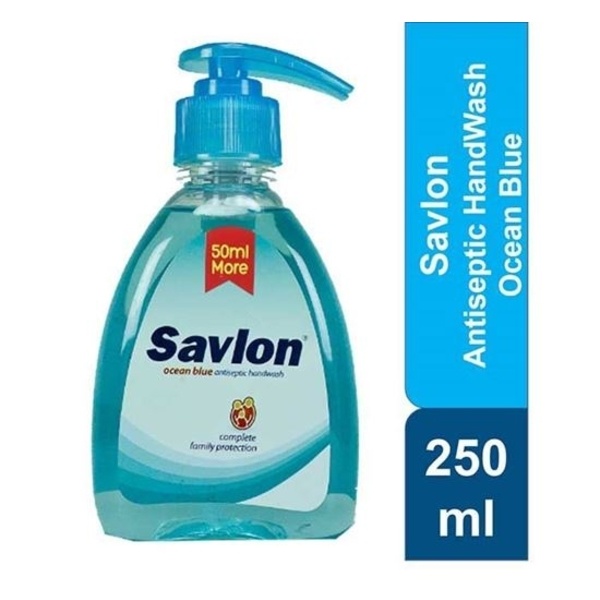 50ml
More
Savlon®
ocean blue antiseptic handwash
complete
family protection
Savlon
Antiseptic HandWash
Ocean Blue
250
ml